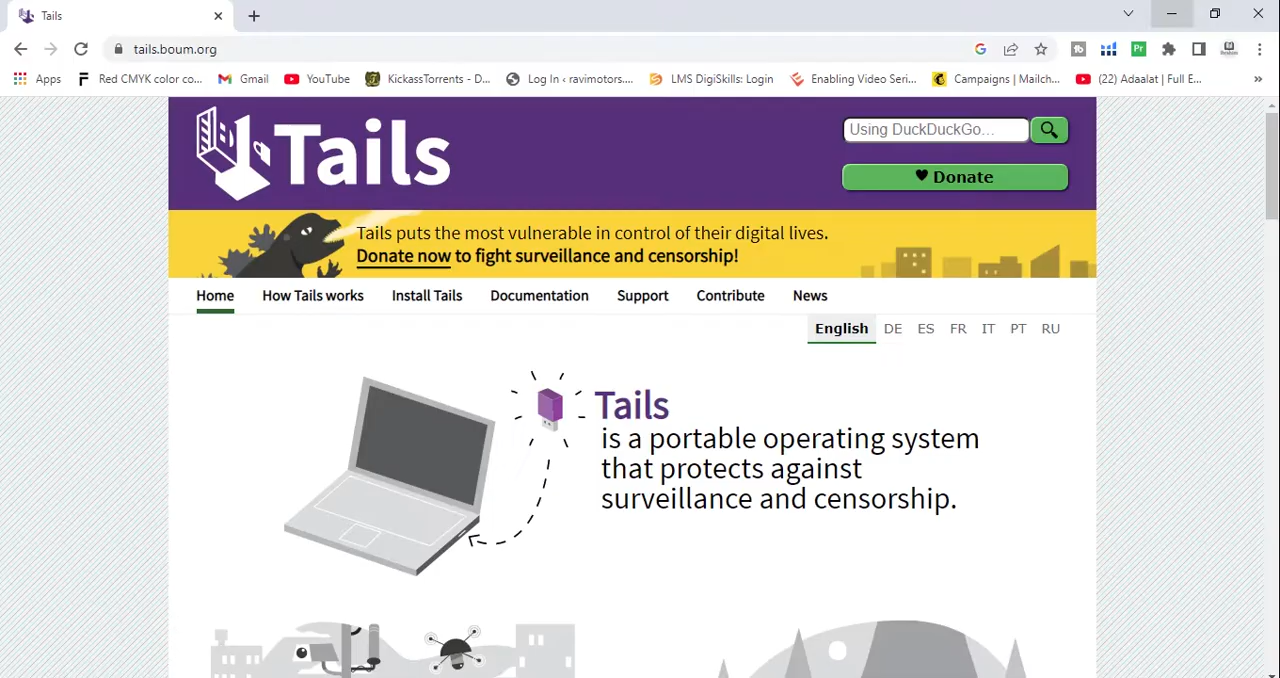 Tails
tails.boum.org
Apps
Red CMYK color co...
Gmail
YouTube
KickassTorrents - D...
Log In ‹ ravimotors....
LMS DigiSkills: Login
Enabling Video Seri...
Campaigns | Mailch...
(22) Adaalat | Full E...
»
Tails
Using DuckDuckGo...
Donate
Tails puts the most vulnerable in control of their digital lives.
Donate now to fight surveillance and censorship!
Home
How Tails works
Install Tails
Documentation
Support
Contribute
News
English
DE
ES
FR
IT
PT
RU
Tails
is a portable operating system
that protects against
surveillance and censorship.